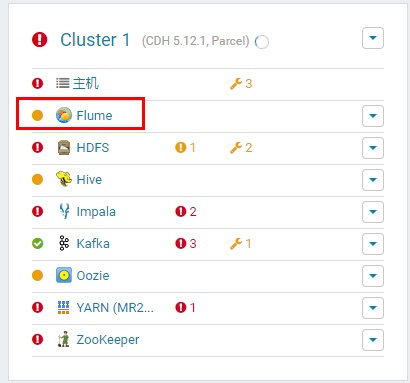 Cluster 1 (CDH 5.12.1, Parcel)
主机 3
Flume
HDFS 1 2
Hive
Impala 2
Kafka 3 1
Oozie
YARN (MR2... 1
ZooKeeper